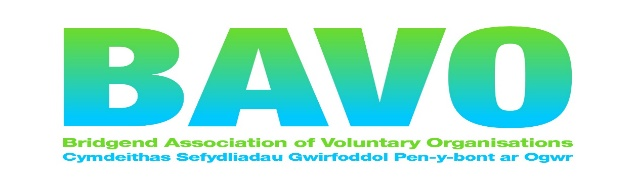 BAVO
Bridgend Association of Voluntary Organisations
Cymdeithas Sefydliadau Gwirfoddol Pen-y-bont ar Ogwr